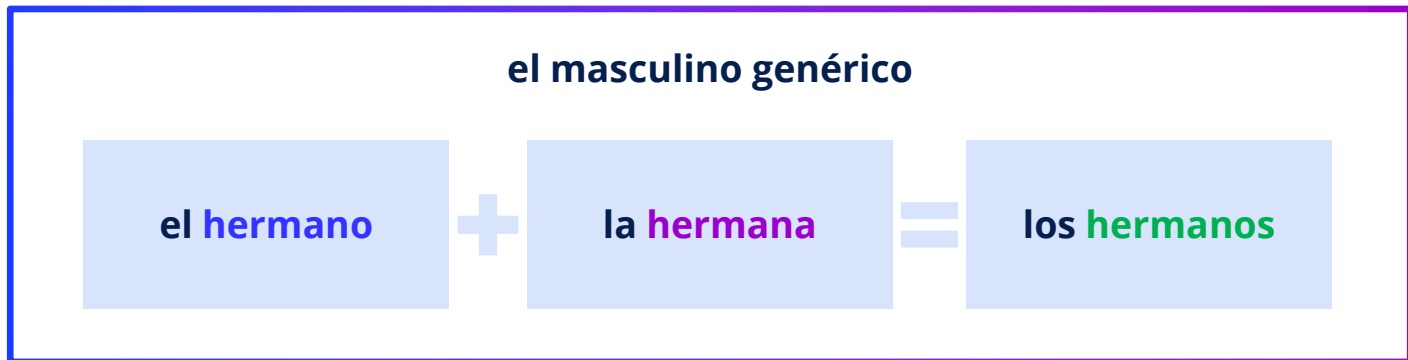 el masculino genérico
el hermano + la hermana = los hermanos